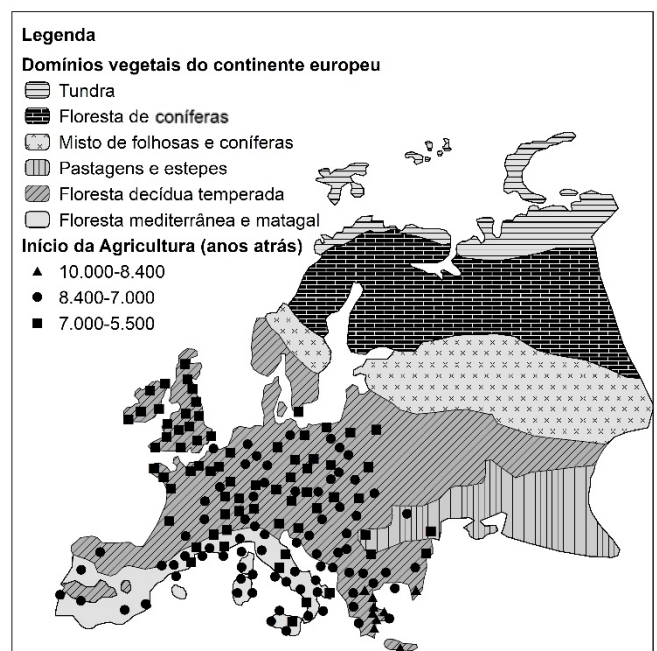 Legenda
Domínios vegetais do continente europeu
Tundra
Floresta de coníferas
Misto de folhosas e coníferas
Pastagens e estepes
Floresta decídua temperada
Floresta mediterrânea e matagal
Início da Agricultura (anos atrás)
10.000-8.400
8.400-7.000
7.000-5.500